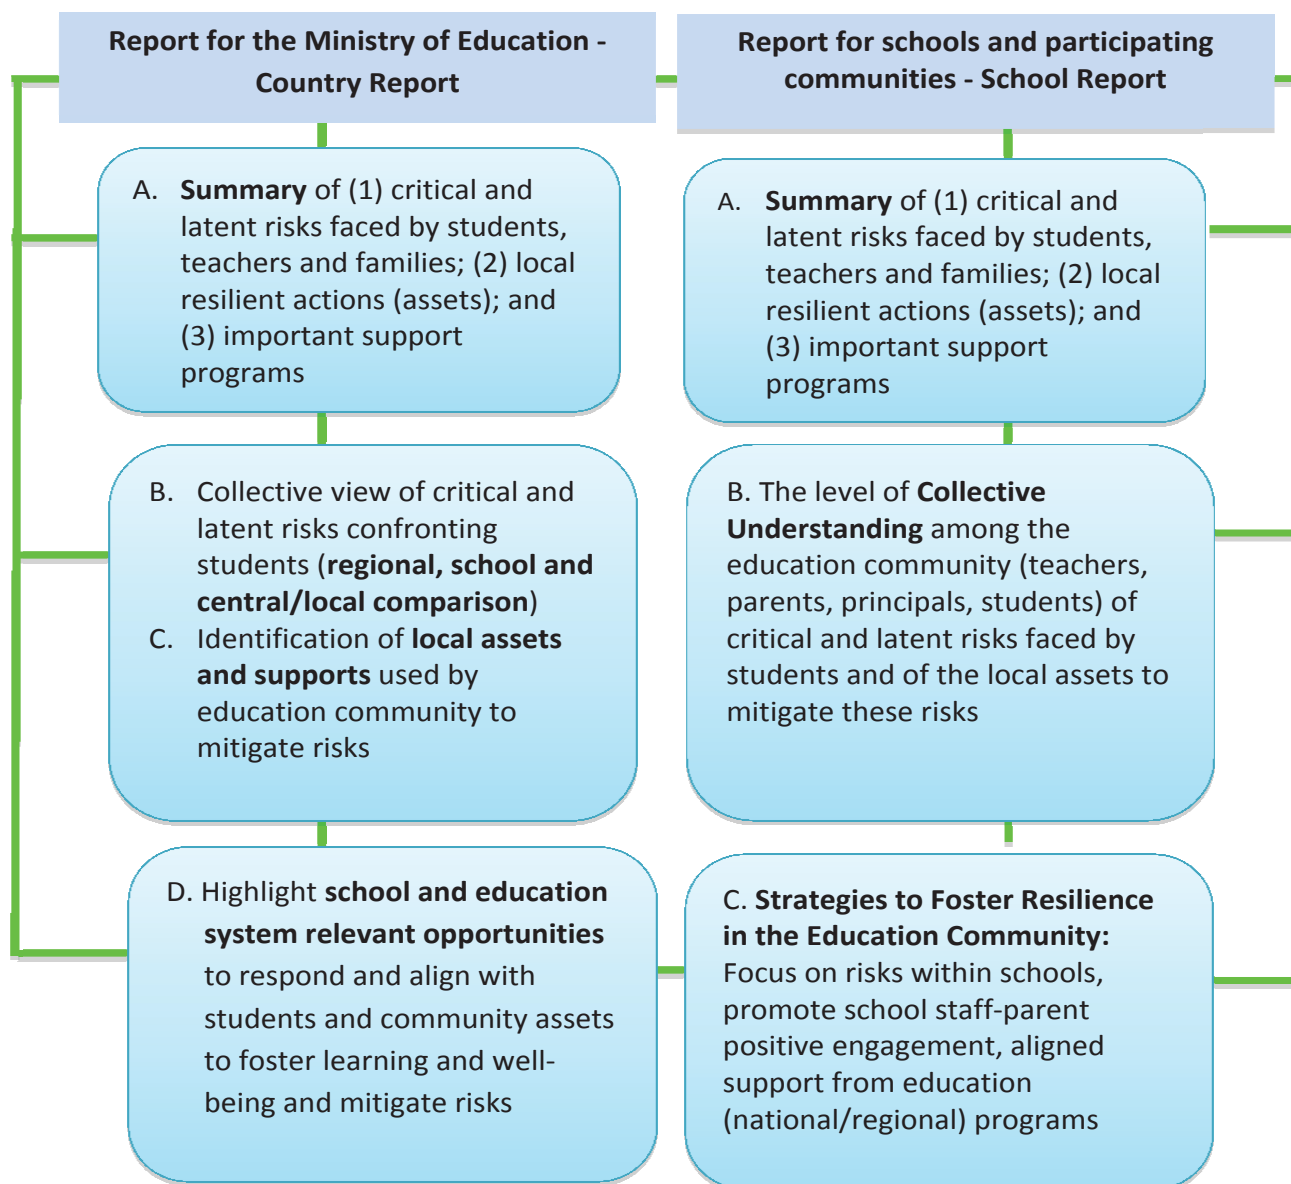 Report for the Ministry of Education -
Country Report
A. Summary of (1) critical and
latent risks faced by students,
teachers and families; (2) local
resilient actions (assets); and
(3) important support
programs
B. Collective view of critical and
latent risks confronting
students (regional, school and
central/local comparison)
C. Identification of local assets
and supports used by
education community to
mitigate risks
D. Highlight school and education
system relevant opportunities
to respond and align with
students and community assets
to foster learning and well-
being and mitigate risks
Report for schools and participating
communities - School Report
A. Summary of (1) critical and
latent risks faced by students,
teachers and families; (2) local
resilient actions (assets); and
(3) important support
programs
B. The level of Collective
Understanding among the
education community (teachers,
parents, principals, students) of
critical and latent risks faced by
students and of the local assets to
mitigate these risks
C. Strategies to Foster Resilience
in the Education Community:
Focus on risks within schools,
promote school staff-parent
positive engagement, aligned
support from education
(national/regional) programs